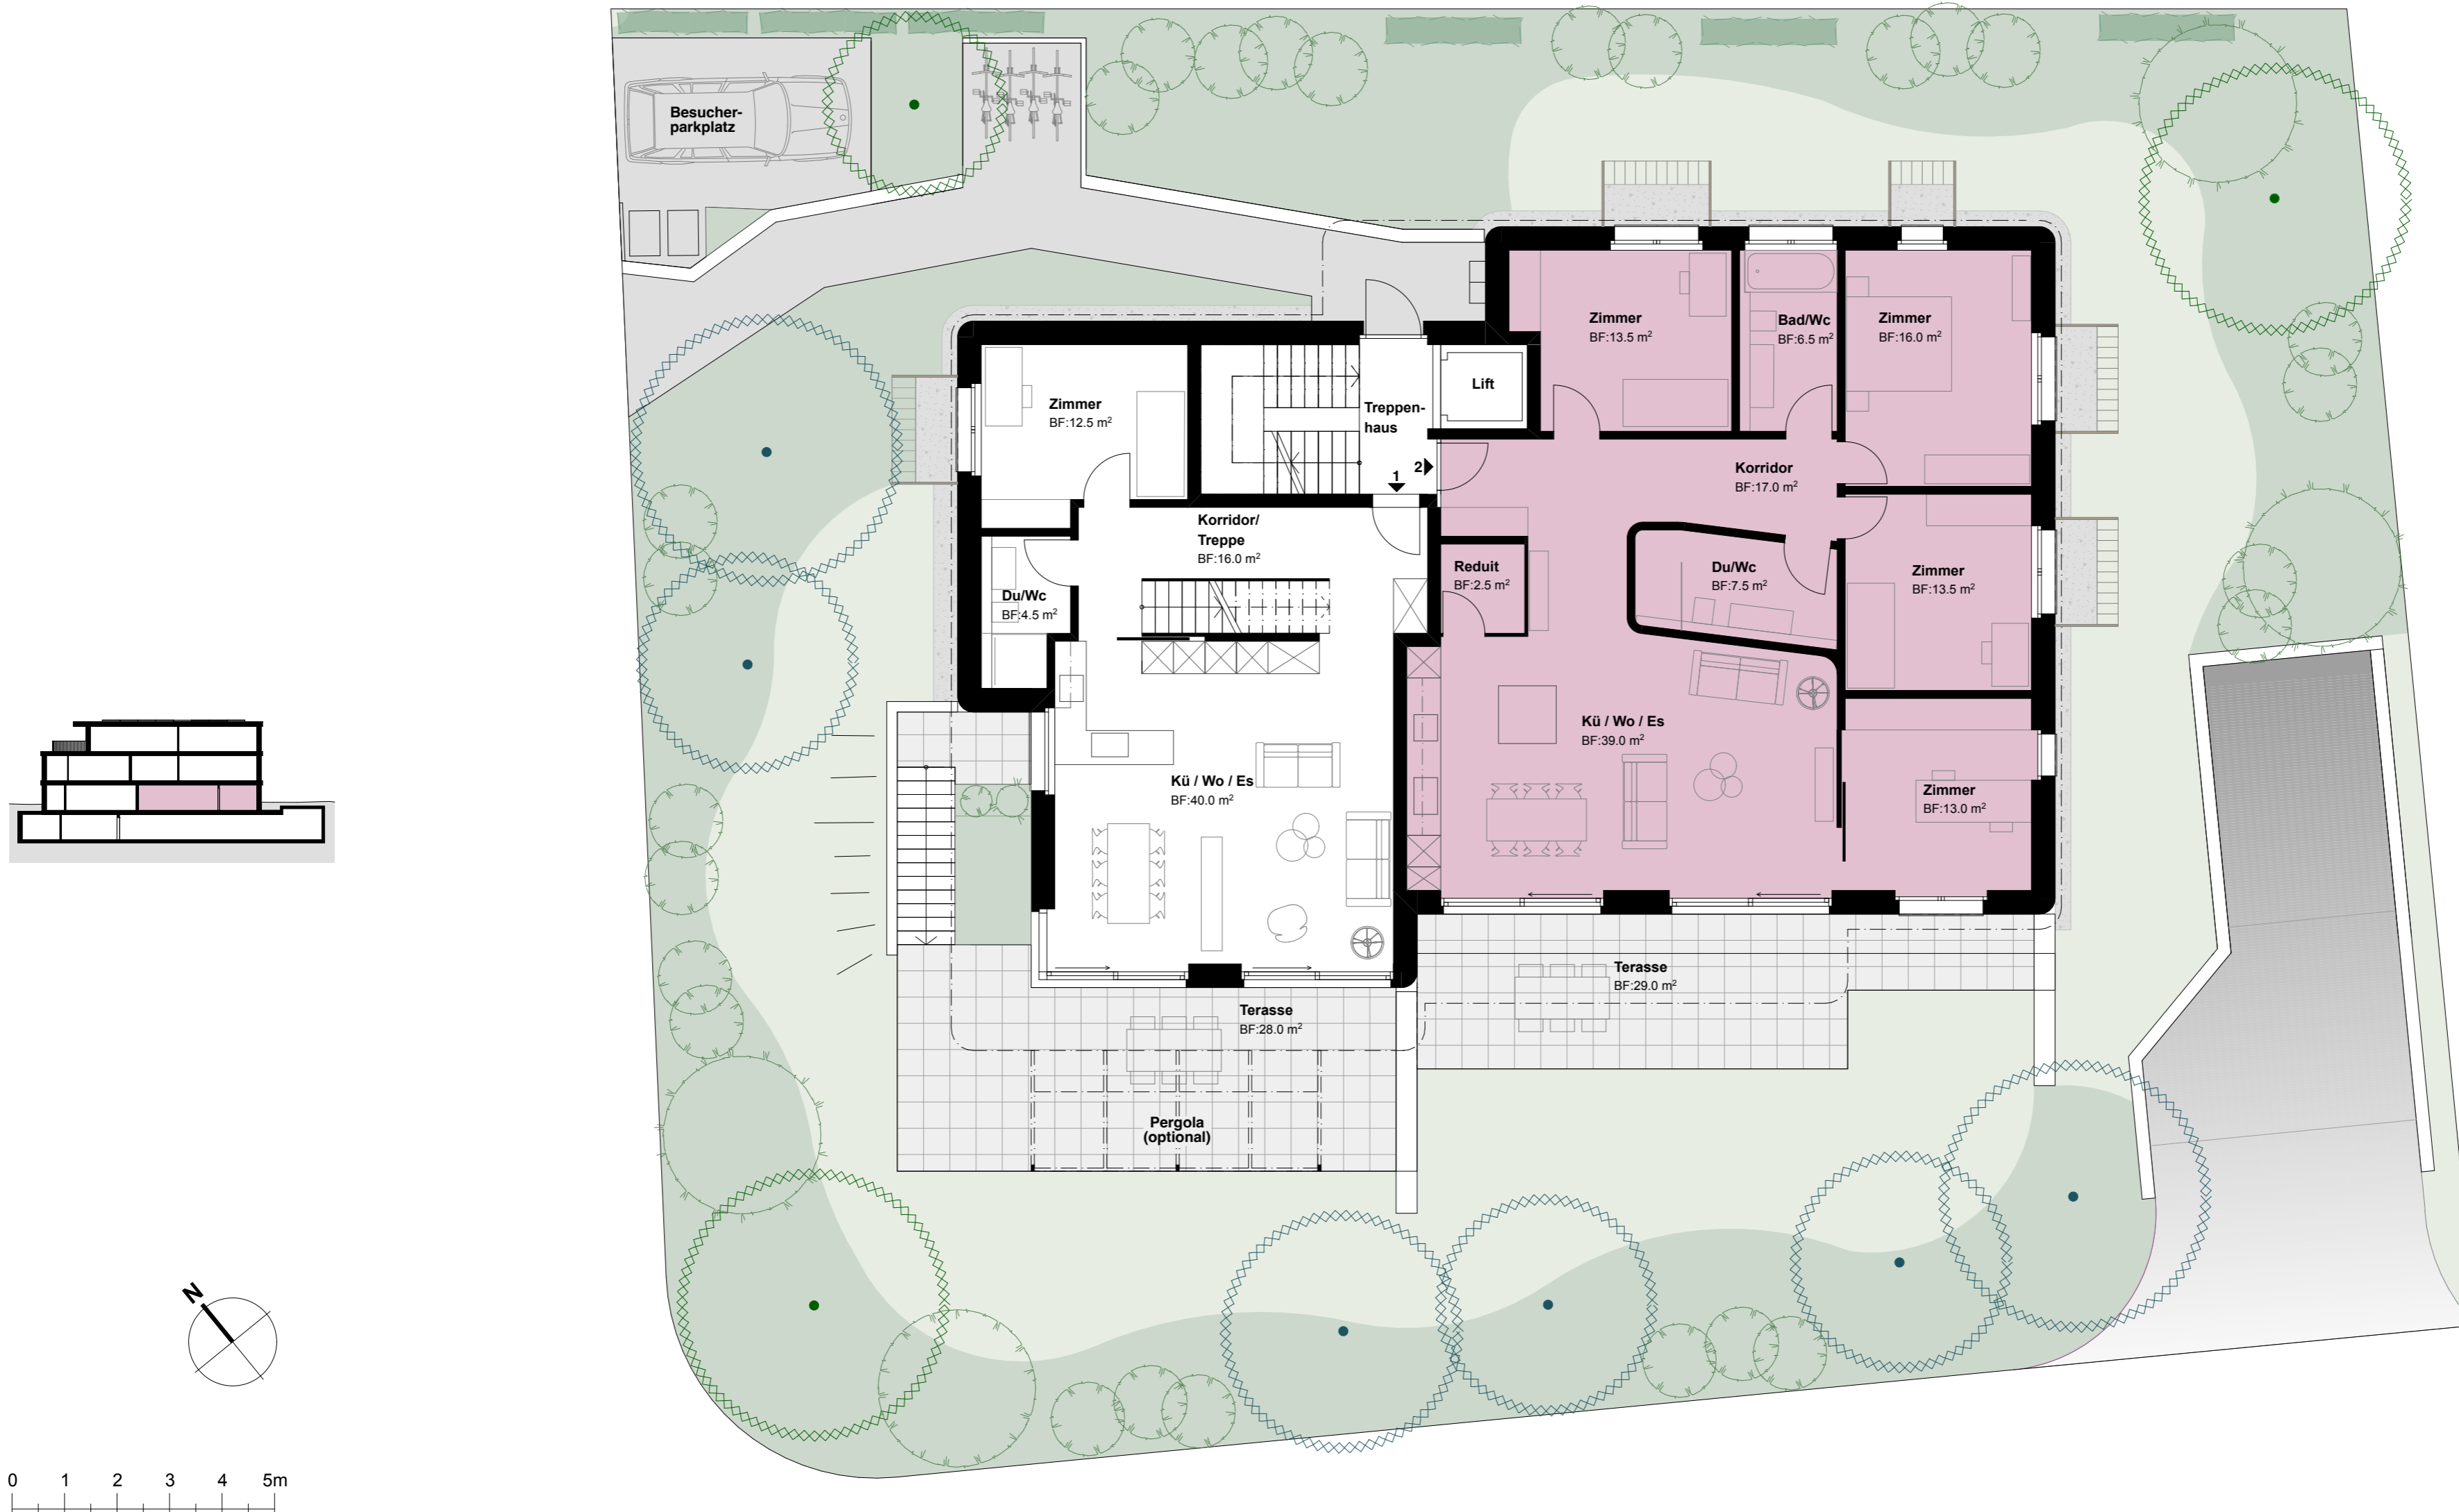 Besucher-
parkplatz
Zimmer
BF:13.5 m²
Bad/Wc
BF:6.5 m²
Zimmer
BF:16.0 m²
Lift
Zimmer
BF:12.5 m²
Treppen-
haus
1
2
Korridor
BF:17.0 m²
Korridor/
Treppe
BF:16.0 m²
Reduit
BF:2.5 m²
Du/Wc
BF:7.5 m²
Zimmer
BF:13.5 m²
Du/Wc
BF:4.5 m²
Kü / Wo / Es
BF:39.0 m²
Kü / Wo / Es
BF:40.0 m²
Zimmer
BF:13.0 m²
Terasse
BF:29.0 m²
Terasse
BF:28.0 m²
Pergola
(optional)
N
0 1 2 3 4 5m